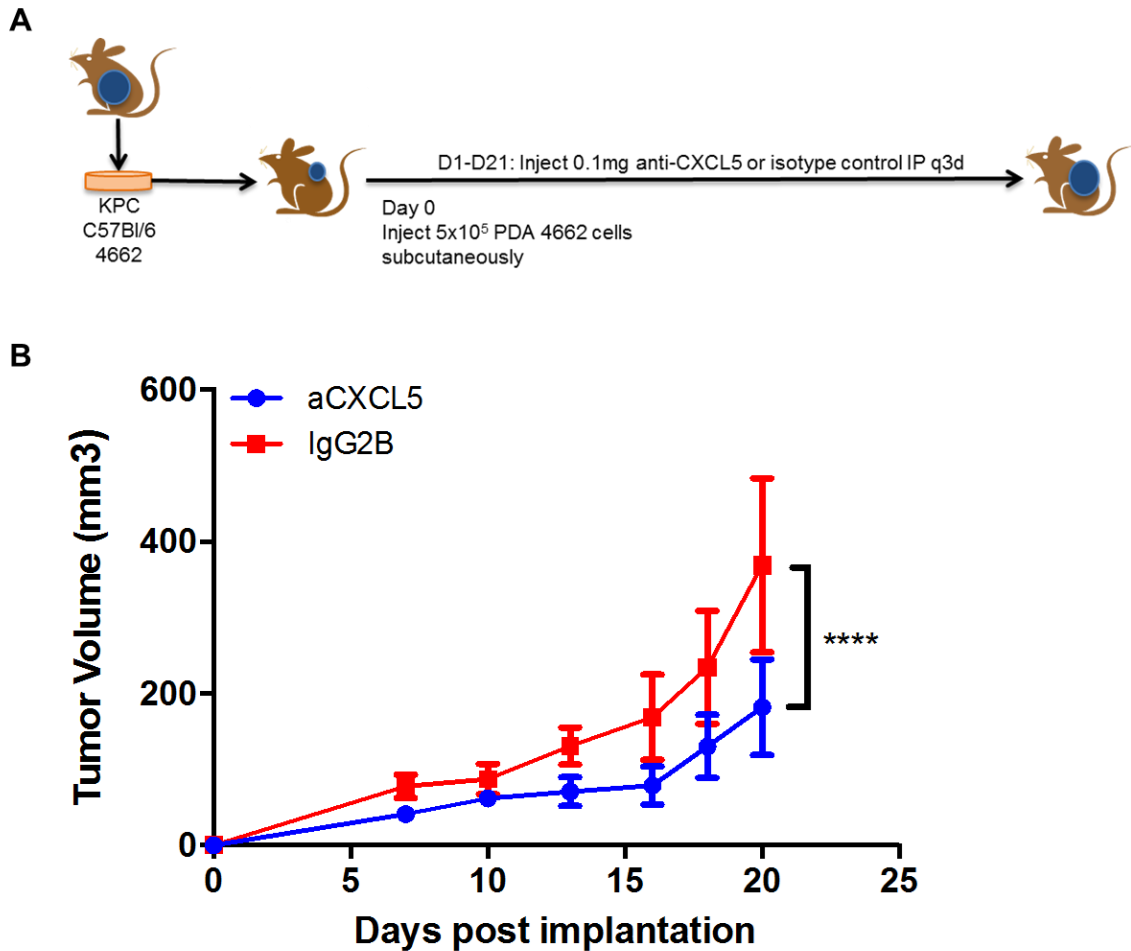 A
D1-D21: Inject 0.1mg anti-CXCL5 or isotype control IP q3d
KPC
C57Bl/6
4662
Day 0
Inject 5x10⁵ PDA 4662 cells
subcutaneously
B
aCXCL5
IgG2B
600
400
200
0
Tumor Volume (mm3)
****
0 5 10 15 20 25
Days post implantation